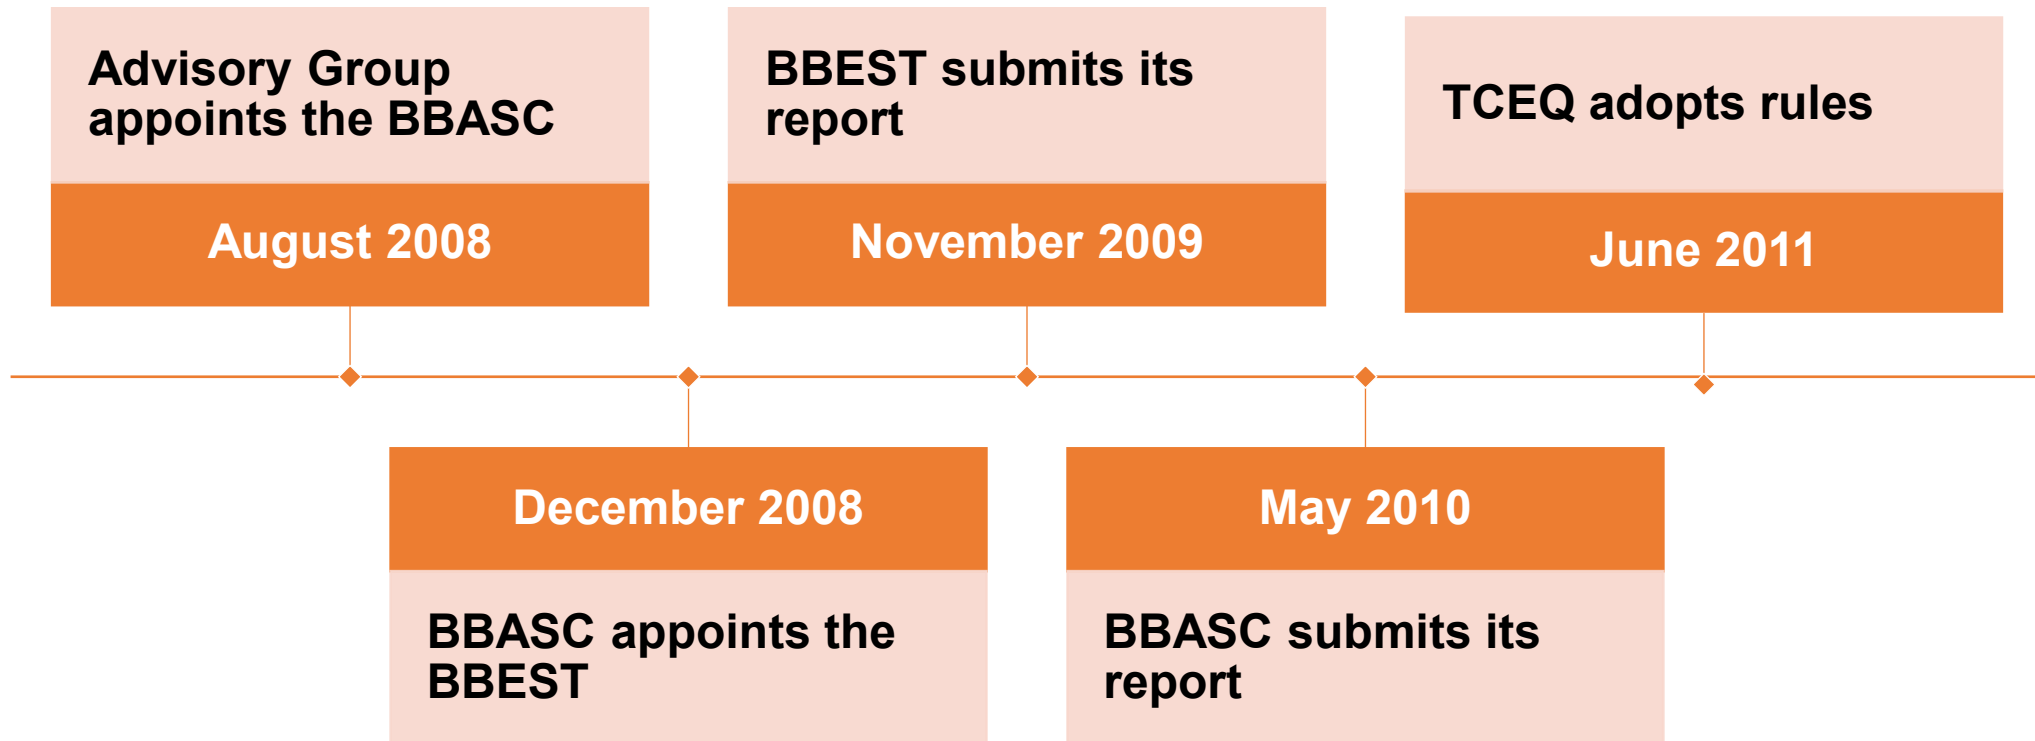 Advisory Group
appoints the BBASC
August 2008
December 2008
BBASC appoints the
BBEST
BBEST submits its
report
November 2009
May 2010
BBASC submits its
report
TCEQ adopts rules
June 2011